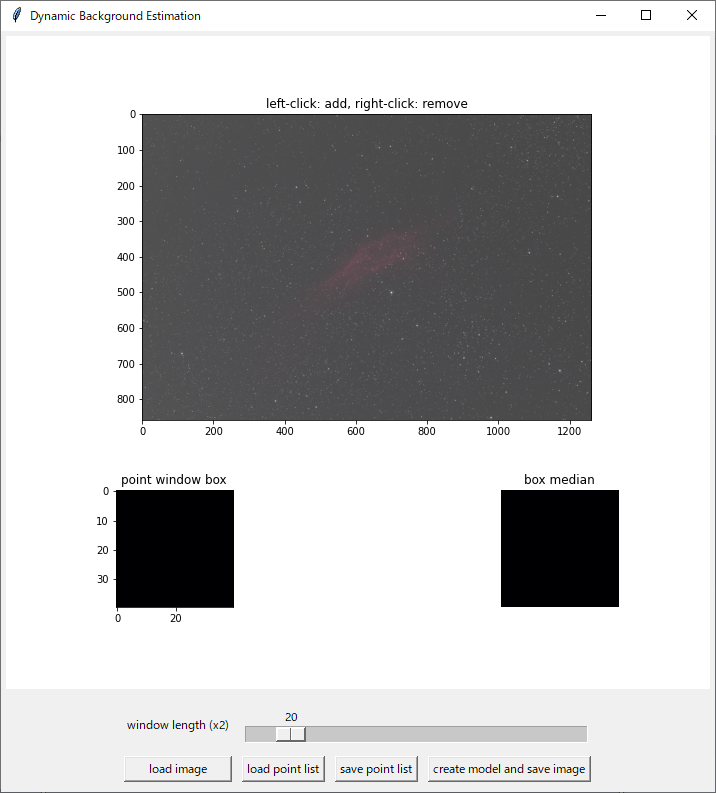 Dynamic Background Estimation
left-click: add, right-click: remove
0
100
200
300
400
500
600
700
800
0 200 400 600 800 1000 1200
point window box
box median
0
10
20
30
0 20
20
window length (x2)
load image
load point list
save point list
create model and save image